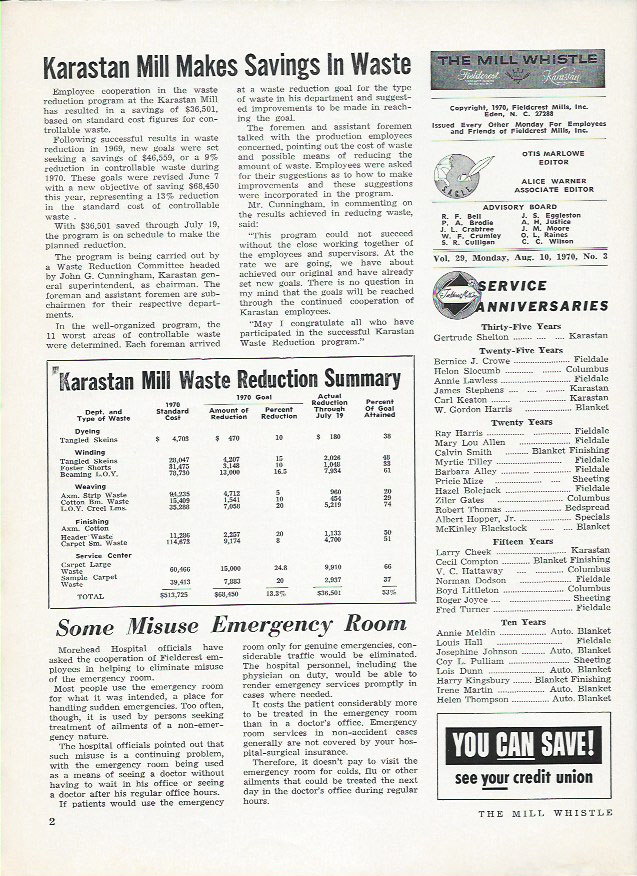 Karastan Mill Makes Savings In Waste
Employee cooperation in the waste
reduction program at the Karastan Mill
has resulted in a savings of $36,501,
based on standard cost figures for con-
trollable waste.
Following successful results in waste
reduction in 1969, new goals were set
seeking a savings of $46,559, or a 9%
reduction in controllable waste during
1970. These goals were revised June 7
with a new objective of saving $68,450
this year, representing a 13% reduction
in the standard cost of controllable
waste .
With $36,501 saved through July 19,
the program is on schedule to make the
planned reduction.
The program is being carried out by
a Waste Reduction Committee headed
by John G. Cunningham, Karastan gen-
eral superintendent, as chairman. The
foreman and assistant foremen are sub-
chairmen for their respective depart-
ments.
In the well-organized program, the
11 worst areas of controllable waste
were determined. Each foreman arrived
at a waste reduction goal for the type
of waste in his department and suggest-
ed improvements to be made in reach-
ing the goal.
The foremen and assistant foremen
talked with the production employees
concerned, pointing out the cost of waste
and possible means of reducing the
amount of waste. Employees were asked
for their suggestions as to how to make
improvements and these suggestions
were incorporated in the program.
Mr. Cunningham, in commenting on
the results achieved in reducing waste,
said:
"This program could not succeed
without the close working together of
the employees and supervisors. At the
rate we are going, we have about
achieved our original and have already
set new goals. There is no question in
my mind that the goals will be reached
through the continued cooperation of
Karastan employees.
"May I congratulate all who have
participated in the successful Karastan
Waste Reduction program."
Karastan Mill Waste Reduction Summary
Dept. and Type of Waste 1970 Standard Cost 1970 Goal Amount of Reduction Percent Reduction Actual Reduction Through July 19 Percent Of Goal Attained
Dyeing
Tangled Skeins $ 4,703 $ 470 10 $ 180 38
Winding
Tangled Skeins 28,047 4,207 15 2,026 48
Foster Shorts 31,475 3,148 10 1,048 33
Beaming L.O.Y. 78,750 13,000 16.5 7,934 61
Weaving
Axm. Strip Waste 94,235 4,712 5 960 20
Cotton Bm. Waste 15,409 1,541 10 454 29
L.O.Y. Creel Lms. 35,288 7,058 20 5,219 74
Finishing
Axm. Cotton
Header Waste 11,286 2,257 20 1,133 50
Carpet Sm. Waste 114,673 9,174 8 4,700 51
Service Center
Carpet Large
Waste 60,466 15,000 24.8 9,910 66
Sample Carpet
Waste 39,413 7,883 20 2,937 37
TOTAL $513,725 $68,450 13.3% $36,501 53%
Some Misuse Emergency Room
Morehead Hospital officials have
asked the cooperation of Fieldcrest em-
ployees in helping to eliminate misuse
of the emergency room.
Most people use the emergency room
for what it was intended, a place for
handling sudden emergencies. Too often,
though, it is used by persons seeking
treatment of ailments of a non-emer-
gency nature.
The hospital officials pointed out that
such misuse is a continuing problem,
with the emergency room being used
as a means of seeing a doctor without
having to wait in his office or seeing
a doctor after his regular office hours.
If patients would use the emergency
room only for genuine emergencies, con-
siderable traffic would be eliminated.
The hospital personnel, including the
physician on duty, would be able to
render emergency services promptly in
cases where needed.
It costs the patient considerably more
to be treated in the emergency room
than in a doctor's office. Emergency
room services in non-accident cases
generally are not covered by your hos-
pital-surgical insurance.
Therefore, it doesn't pay to visit the
emergency room for colds, flu or other
ailments that could be treated the next
day in the doctor's office during regular
hours.
2
THE MILL WHISTLE
Fieldcrest Karastan
Copyright, 1970, Fieldcrest Mills, Inc.
Eden, N. C. 27288
Issued Every Other Monday For Employees
and Friends of Fieldcrest Mills, Inc.
OTIS MARLOWE
EDITOR
ALICE WARNER
ASSOCIATE EDITOR
ADVISORY BOARD
R. F. Bell J. S. Eggleston
P. A. Brodie A. H. Justice
J. L. Crabtree J. M. Moore
W. F. Crumley O. L. Raines
S. R. Culligan C. C. Wilson
Vol. 29, Monday, Aug. 10, 1970, No. 3
SERVICE
ANNIVERSARIES
Thirty-Five Years
Gertrude Shelton Karastan
Twenty-Five Years
Bernice J. Crowe Fieldale
Helen Slocumb Columbus
Annie Lawless Fieldale
James Stephens Karastan
Carl Keaton Karastan
W. Gordon Harris Blanket
Twenty Years
Ray Harris Fieldale
Mary Lou Allen Fieldale
Calvin Smith Blanket Finishing
Myrtie Tilley Fieldale
Barbara Alley Fieldale
Pricie Mize Sheeting
Hazel Bolejack Fieldale
Ziler Gates Columbus
Robert Thomas Bedspread
Albert Hopper, Jr. Specials
McKinley Blackstock Blanket
Fifteen Years
Larry Cheek Karastan
Cecil Compton Blanket Finishing
V. C. Hattaway Columbus
Norman Dodson Fieldale
Boyd Littleton Columbus
Roger Joyce Sheeting
Fred Turner Fieldale
Ten Years
Annie Meldin Auto. Blanket
Louis Hall Fieldale
Josephine Johnson Auto. Blanket
Coy L. Pulliam Sheeting
Lois Dunn Auto. Blanket
Harry Kingsbury Blanket Finishing
Irene Martin Auto. Blanket
Helen Thompson Auto. Blanket
YOU CAN SAVE!
see your credit union
THE MILL WHISTLE